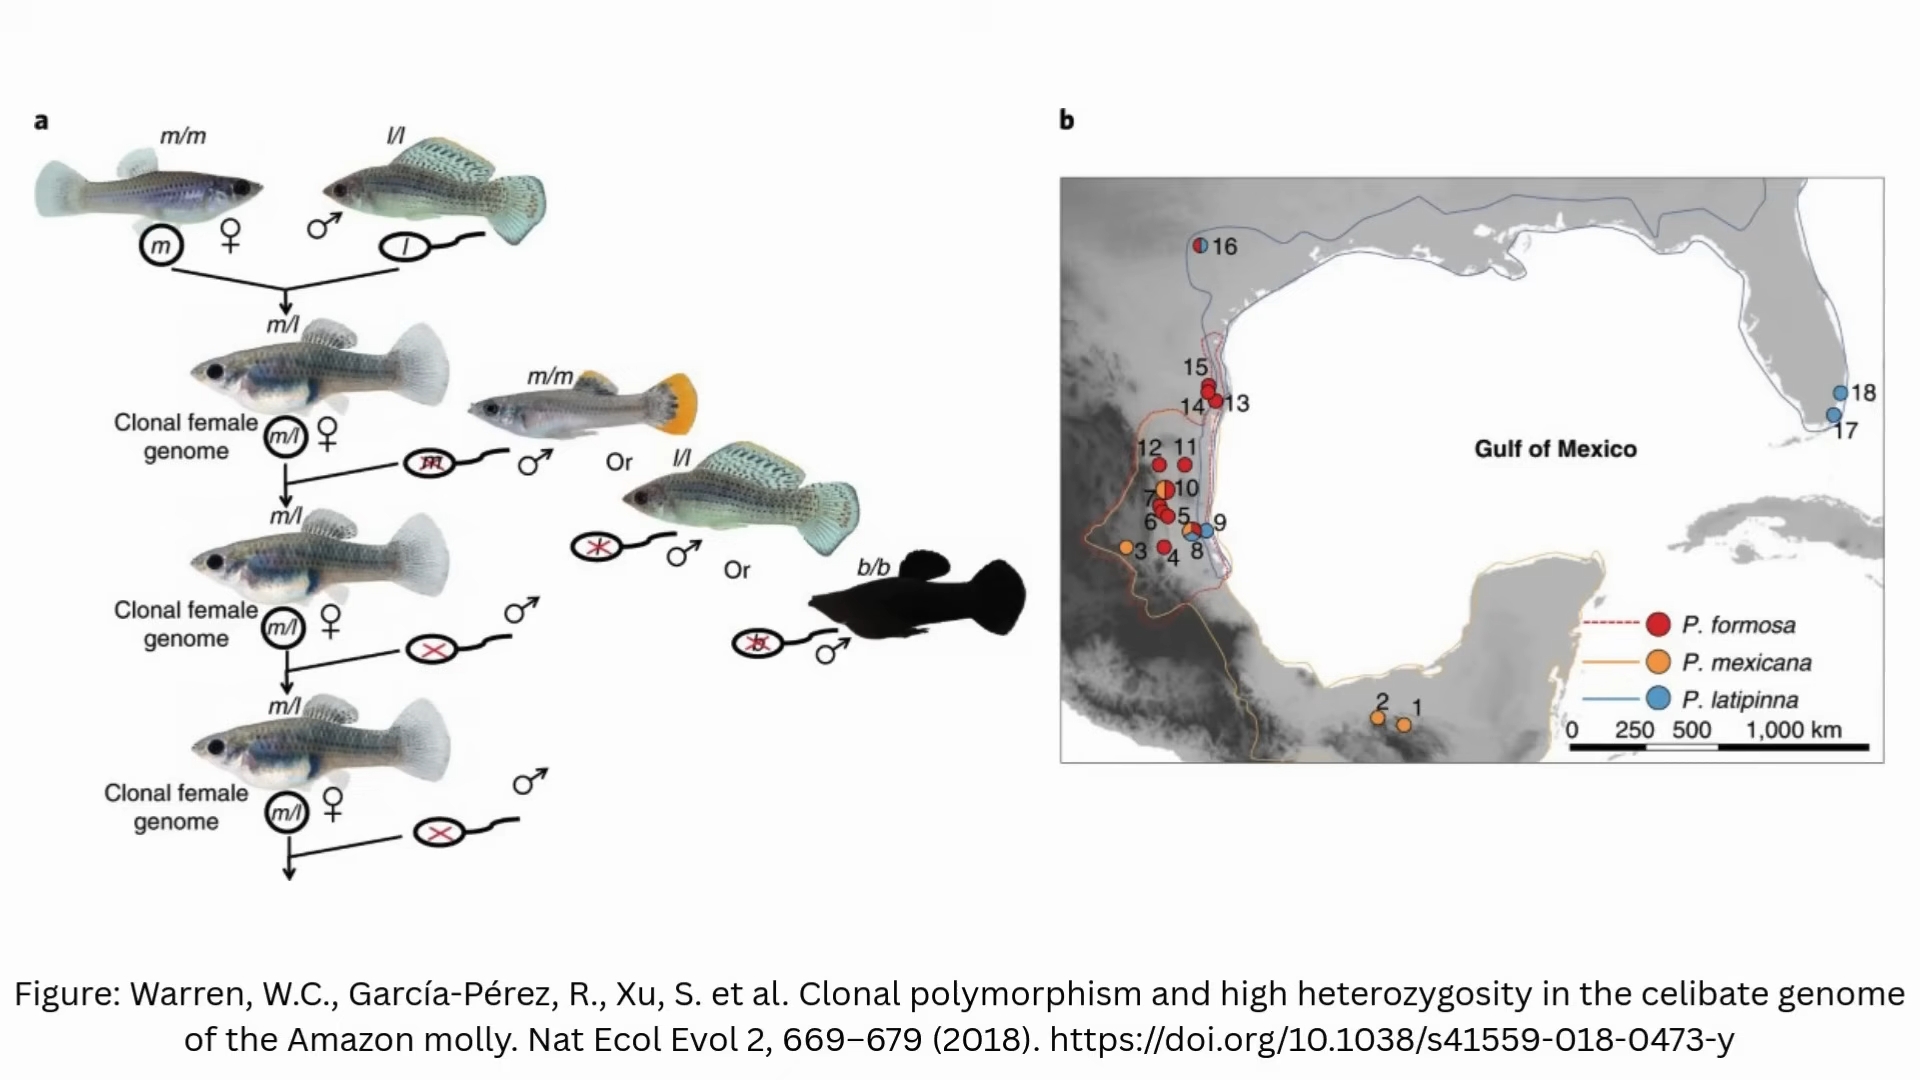 a
m/m
l/l
m
♀
♂
l
m/l
Clonal female
genome
m/l
♀
m/m
m
♂
Or
l/l
l
♂
Or
b/b
b
♂
m/l
Clonal female
genome
m/l
♀
♂
m/l
Clonal female
genome
m/l
♀
♂
b
16
15
14
13
12
11
10
7
6
5
9
8
3
4
18
17
Gulf of Mexico
2
1
P. formosa
P. mexicana
P. latipinna
0 250 500 1,000 km
Figure: Warren, W.C., García-Pérez, R., Xu, S. et al. Clonal polymorphism and high heterozygosity in the celibate genome
of the Amazon molly. Nat Ecol Evol 2, 669–679 (2018). https://doi.org/10.1038/s41559-018-0473-y